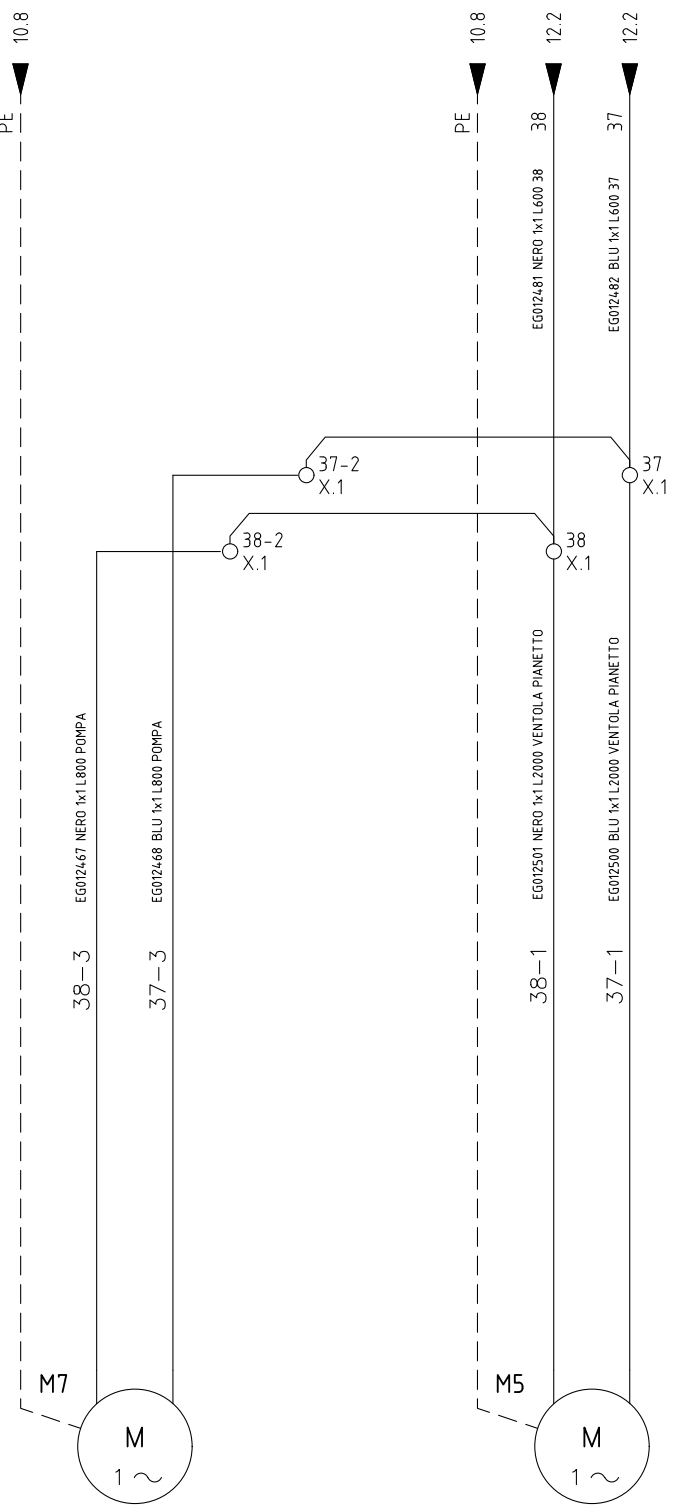 10.8
10.8
12.2
12.2
PE
PE
38
37
EG012481 NERO 1x1 L600 38
EG012482 BLU 1x1 L600 37
37-2
X.1
37
X.1
38-2
X.1
38
X.1
EG012467 NERO 1x1 L800 POMPA
EG012468 BLU 1x1 L800 POMPA
EG012501 NERO 1x1 L2000 VENTOLA PIANETTO
EG012500 BLU 1x1 L2000 VENTOLA PIANETTO
38-3
37-3
38-1
37-1
M7
M5
M
1 ~
M
1 ~